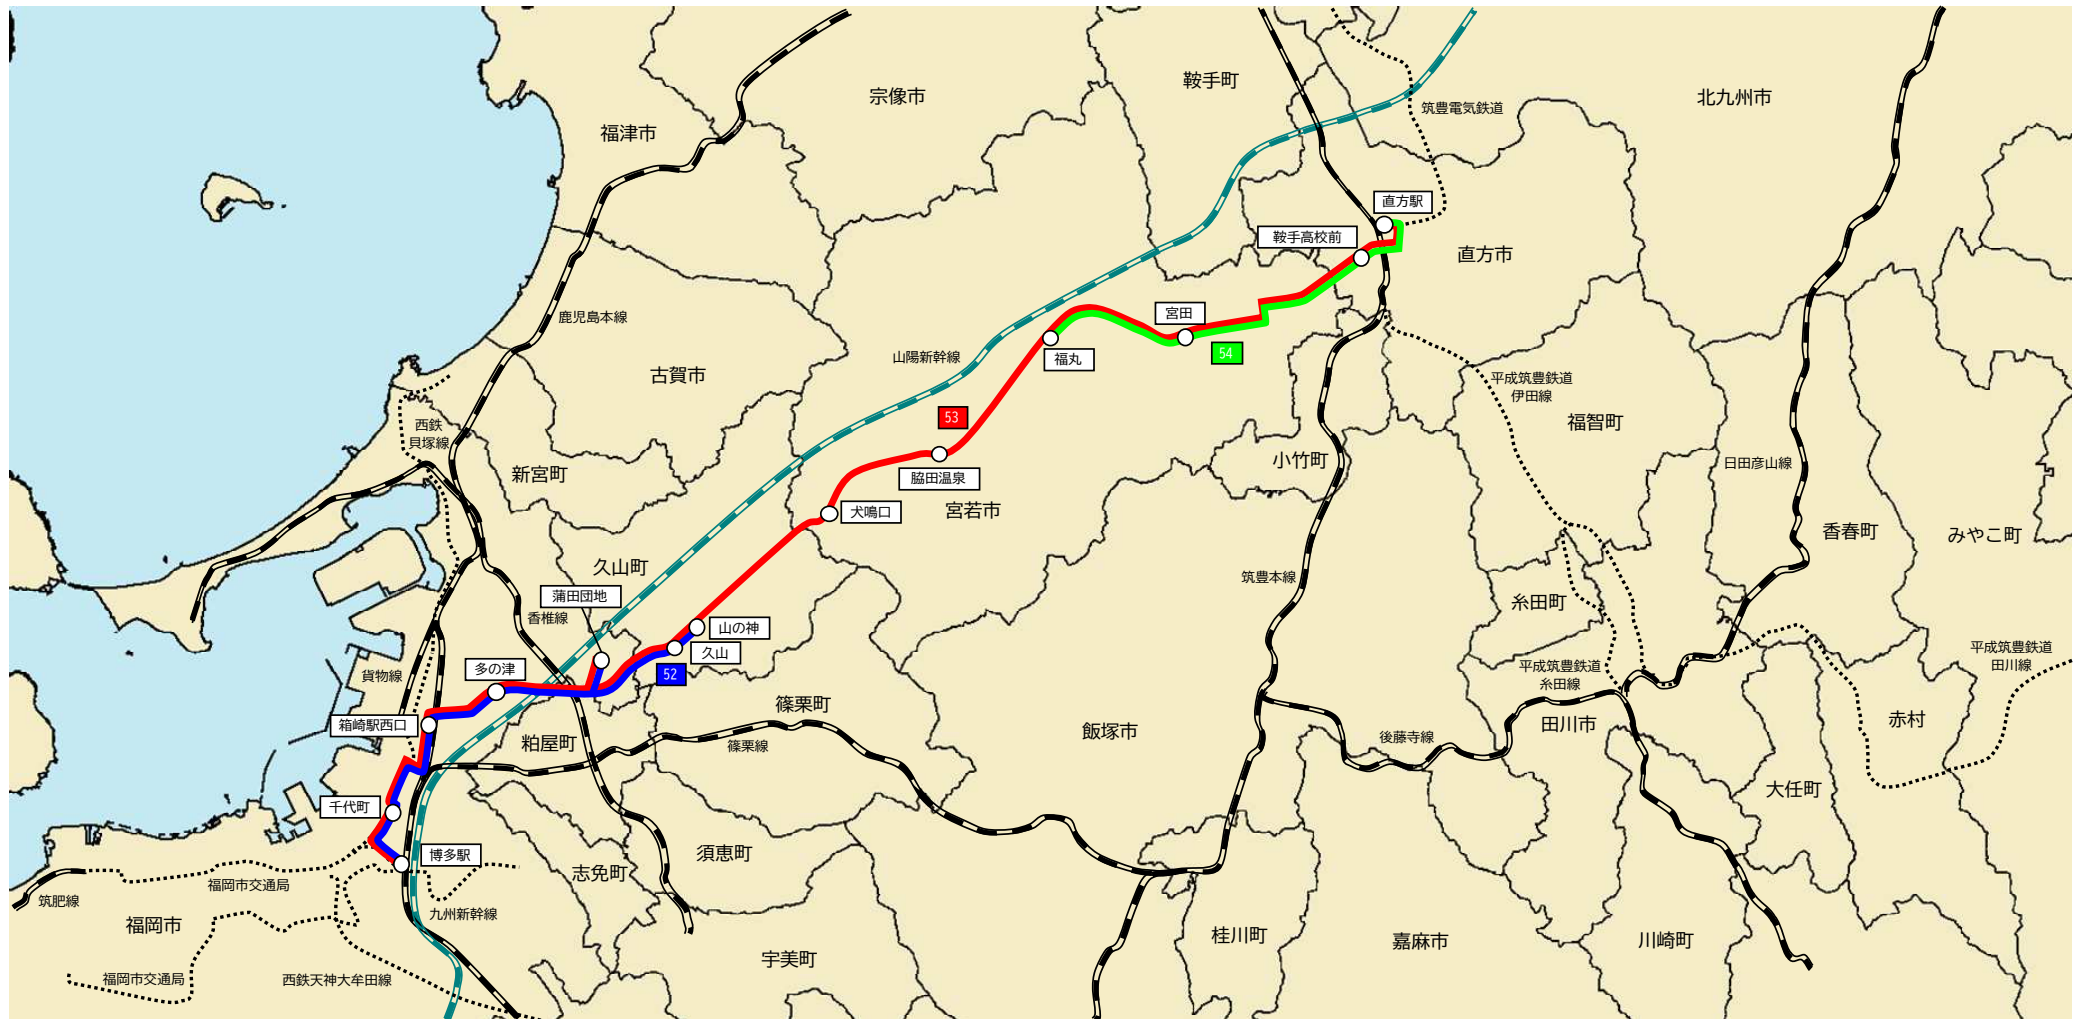 鞍手町
宗像市
北九州市
筑豊電気鉄道
福津市
直方駅
鞍手高校前
直方市
鹿児島本線
宮田
山陽新幹線
福丸
54
古賀市
平成筑豊鉄道
伊田線
53
福智町
西鉄
貝塚線
新宮町
小竹町
日田彦山線
脇田温泉
犬鳴口
宮若市
香春町
みやこ町
久山町
筑豊本線
蒲田団地
糸田町
香椎線
山の神
久山
平成筑豊鉄道
田川線
多の津
52
貨物線
平成筑豊鉄道
糸田線
箱崎駅西口
篠栗町
粕屋町
篠栗線
飯塚市
後藤寺線
田川市
赤村
大任町
千代町
博多駅
須恵町
志免町
福岡市交通局
筑肥線
九州新幹線
福岡市
桂川町
嘉麻市
川崎町
宇美町
福岡市交通局
西鉄天神大牟田線